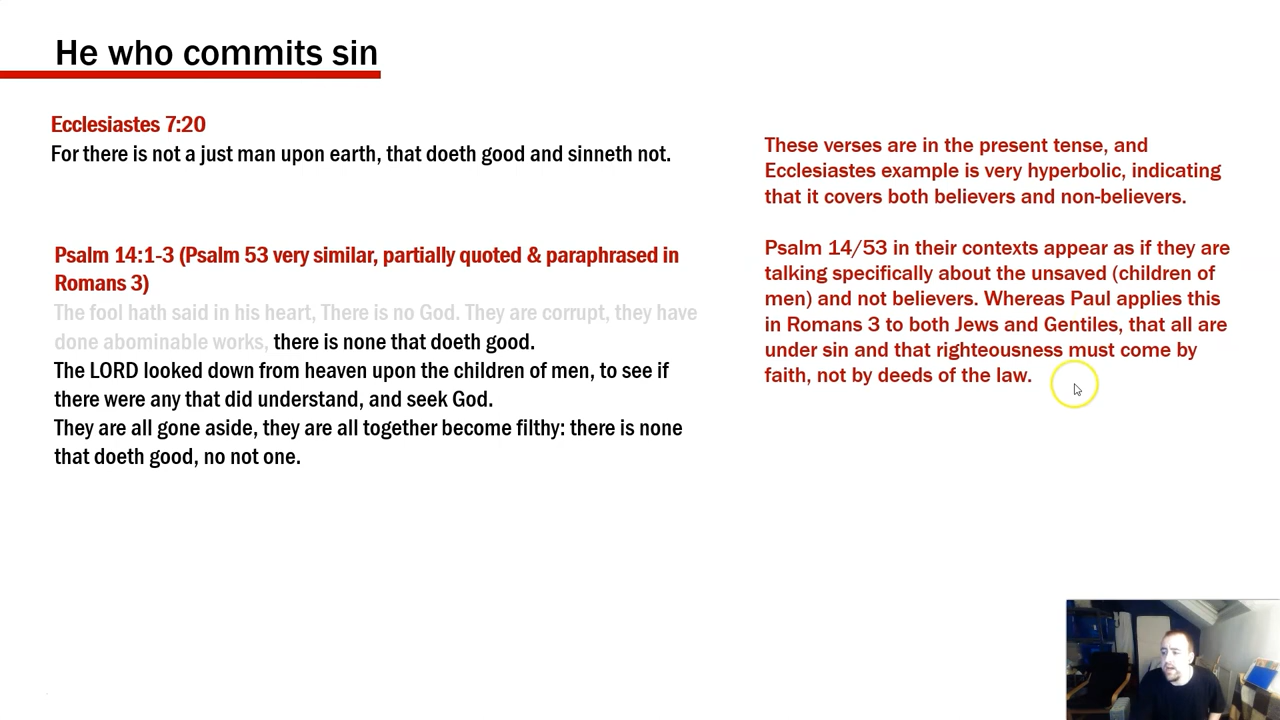 He who commits sin
Ecclesiastes 7:20
For there is not a just man upon earth, that doeth good and sinneth not.
Psalm 14:1-3 (Psalm 53 very similar, partially quoted & paraphrased in
Romans 3)
The fool hath said in his heart, There is no God. They are corrupt, they have
done abominable works, there is none that doeth good.
The LORD looked down from heaven upon the children of men, to see if
there were any that did understand, and seek God.
They are all gone aside, they are all together become filthy: there is none
that doeth good, no not one.
These verses are in the present tense, and
Ecclesiastes example is very hyperbolic, indicating
that it covers both believers and non-believers.
Psalm 14/53 in their contexts appear as if they are
talking specifically about the unsaved (children of
men) and not believers. Whereas Paul applies this
in Romans 3 to both Jews and Gentiles, that all are
under sin and that righteousness must come by
faith, not by deeds of the law.